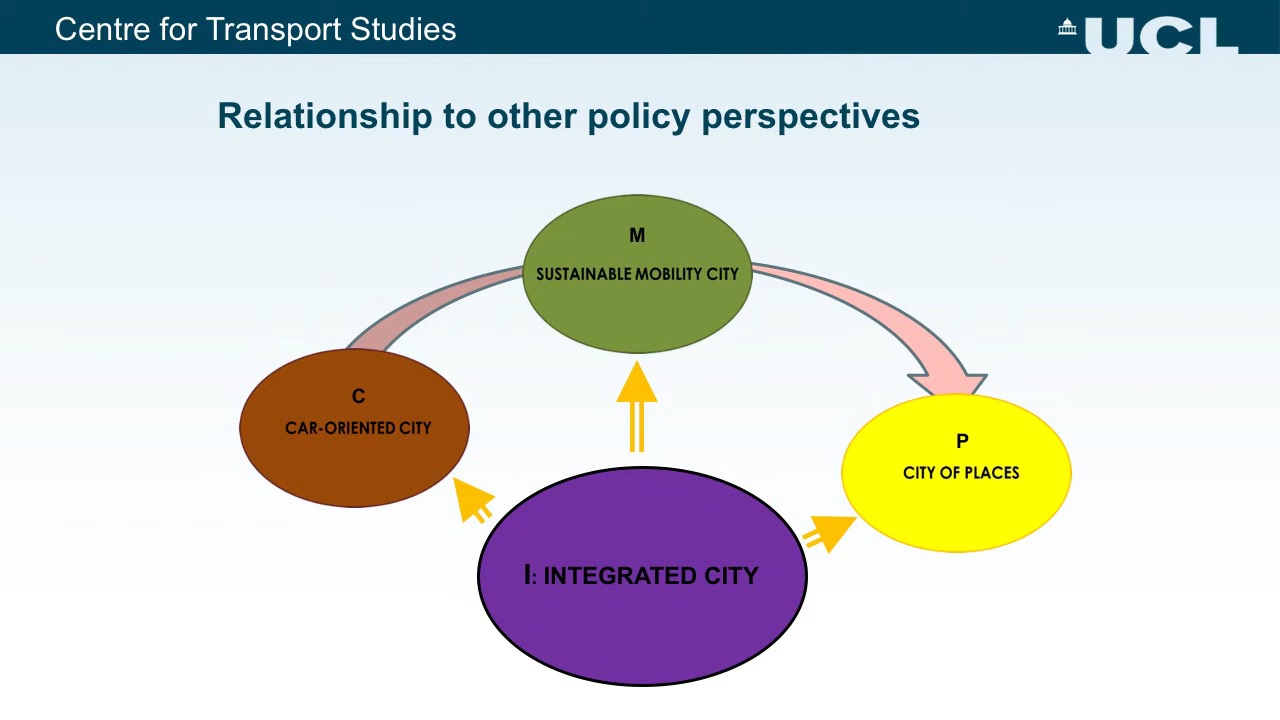 Centre for Transport Studies
UCL
Relationship to other policy perspectives
M
SUSTAINABLE MOBILITY CITY
C
CAR-ORIENTED CITY
P
CITY OF PLACES
I: INTEGRATED CITY